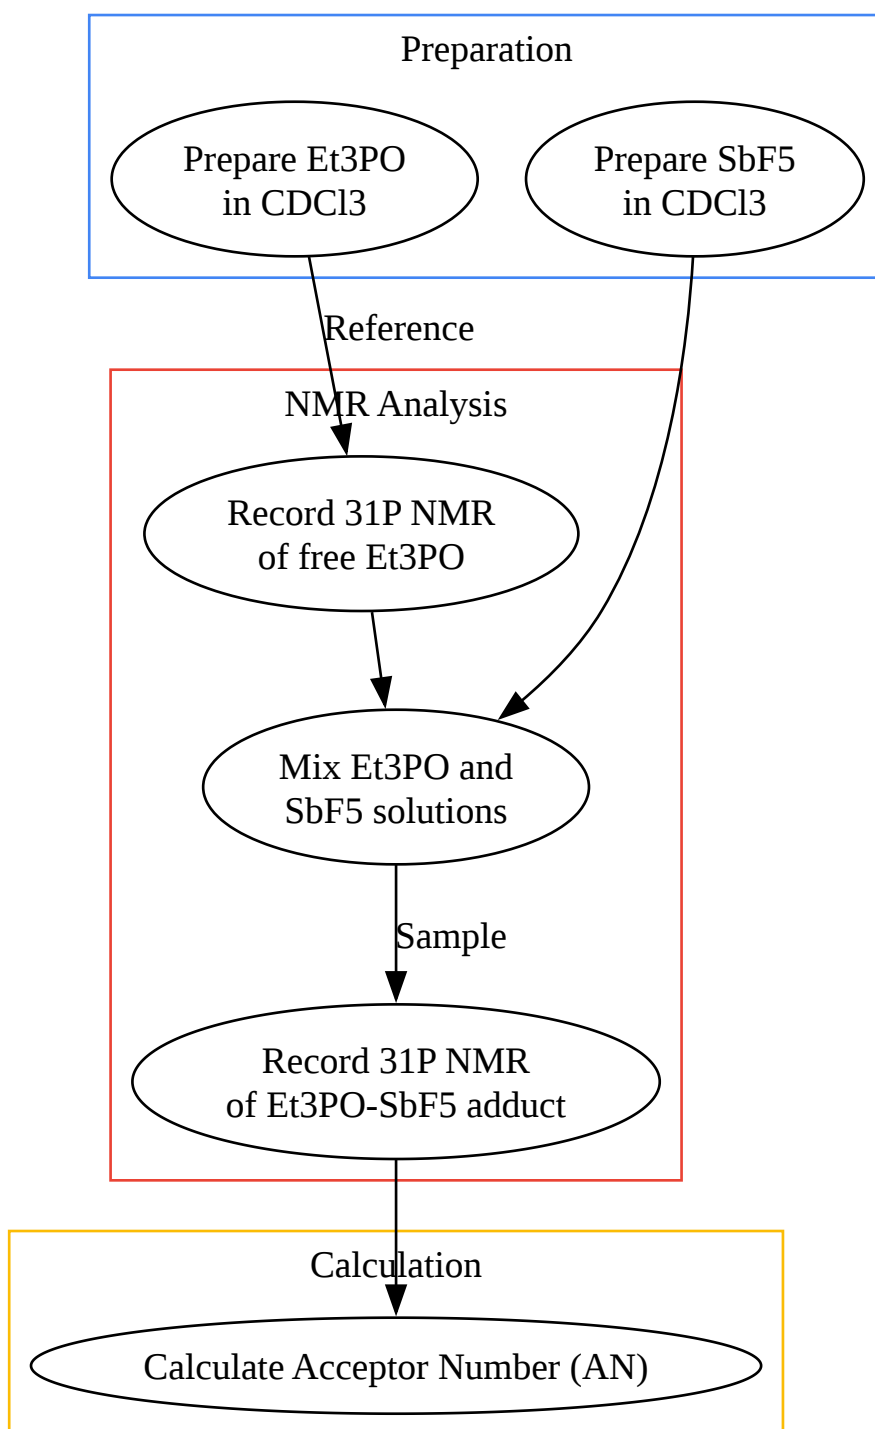 Preparation
Prepare Et3PO
in CDCl3
Prepare SbF5
in CDCl3
Reference
NMR Analysis
Record 31P NMR
of free Et3PO
Mix Et3PO and
SbF5 solutions
Sample
Record 31P NMR
of Et3PO-SbF5 adduct
Calculation
Calculate Acceptor Number (AN)